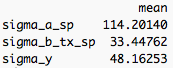 mean
sigma_a_sp 114.20140
sigma_b_tx_sp 33.44762
sigma_y 48.16253